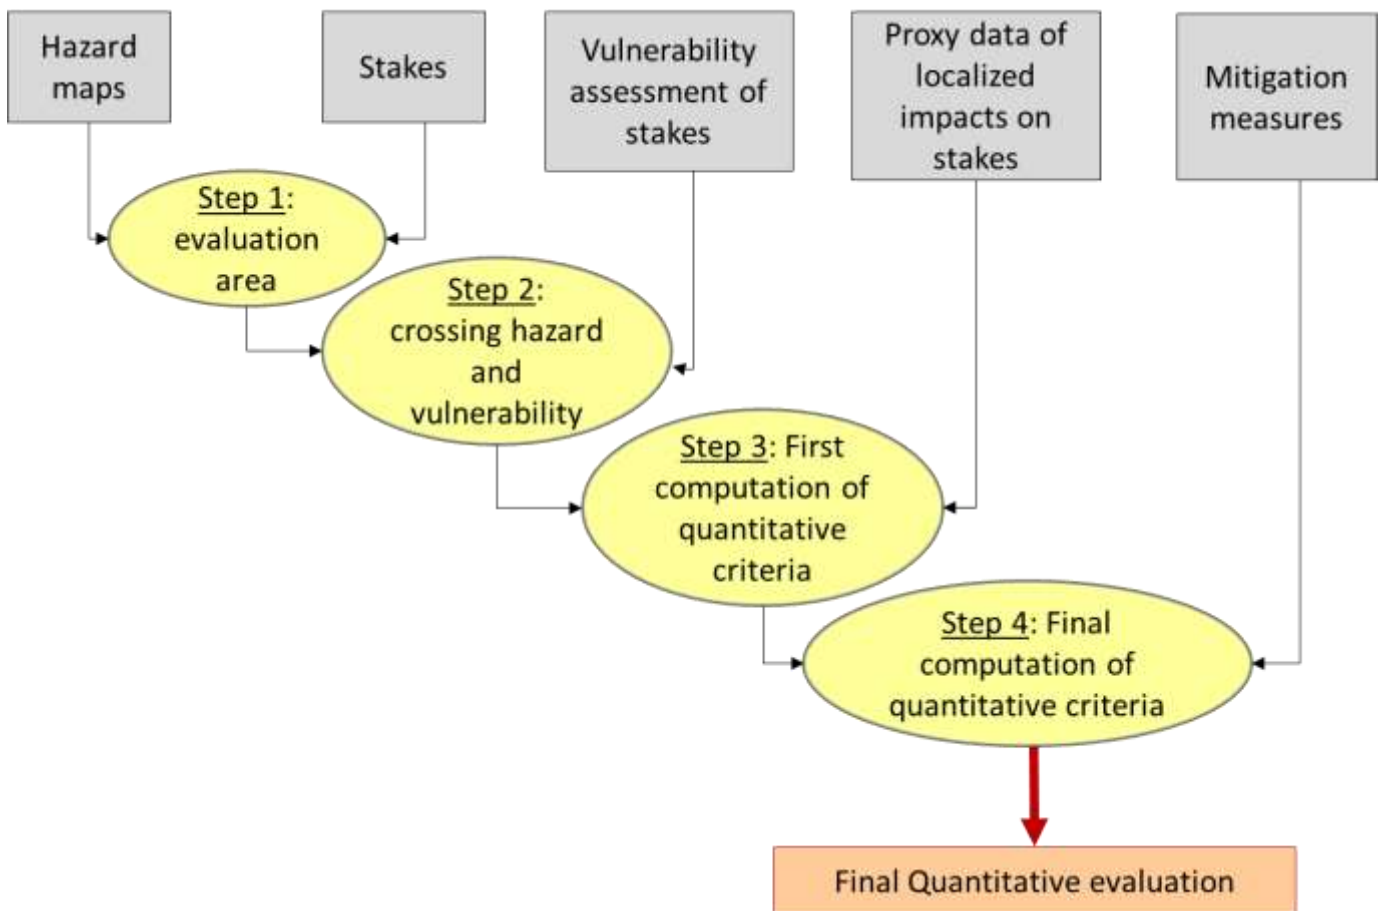 Hazard
maps
Stakes
Vulnerability
assessment of
stakes
Proxy data of
localized
impacts on
stakes
Mitigation
measures
Step 1:
evaluation
area
Step 2:
crossing hazard
and
vulnerability
Step 3: First
computation of
quantitative
criteria
Step 4: Final
computation of
quantitative criteria
Final Quantitative evaluation